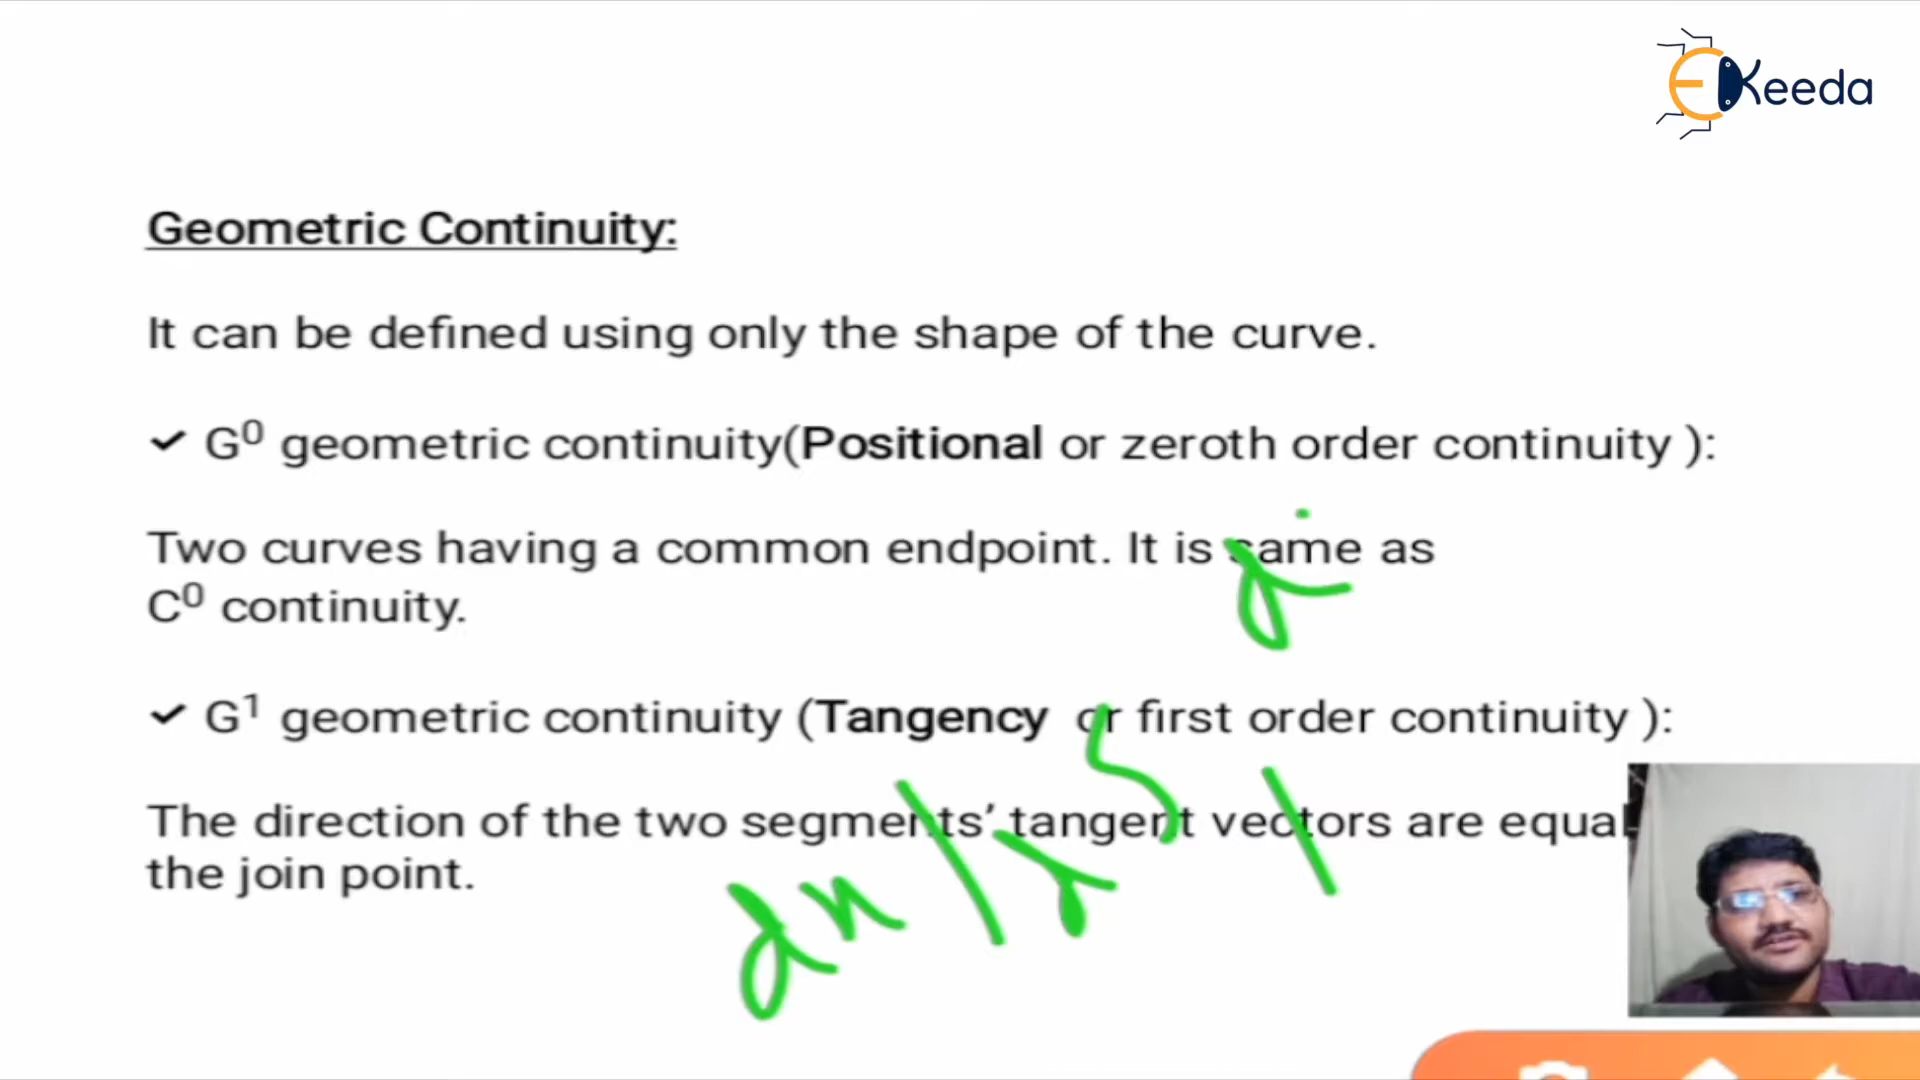 EKeeda
Geometric Continuity:
It can be defined using only the shape of the curve.
✓ G⁰ geometric continuity(Positional or zeroth order continuity ):
Two curves having a common endpoint. It is same as
C⁰ continuity.
✓ G¹ geometric continuity (Tangency or first order continuity ):
The direction of the two segments’ tangent vectors are equal
the join point.